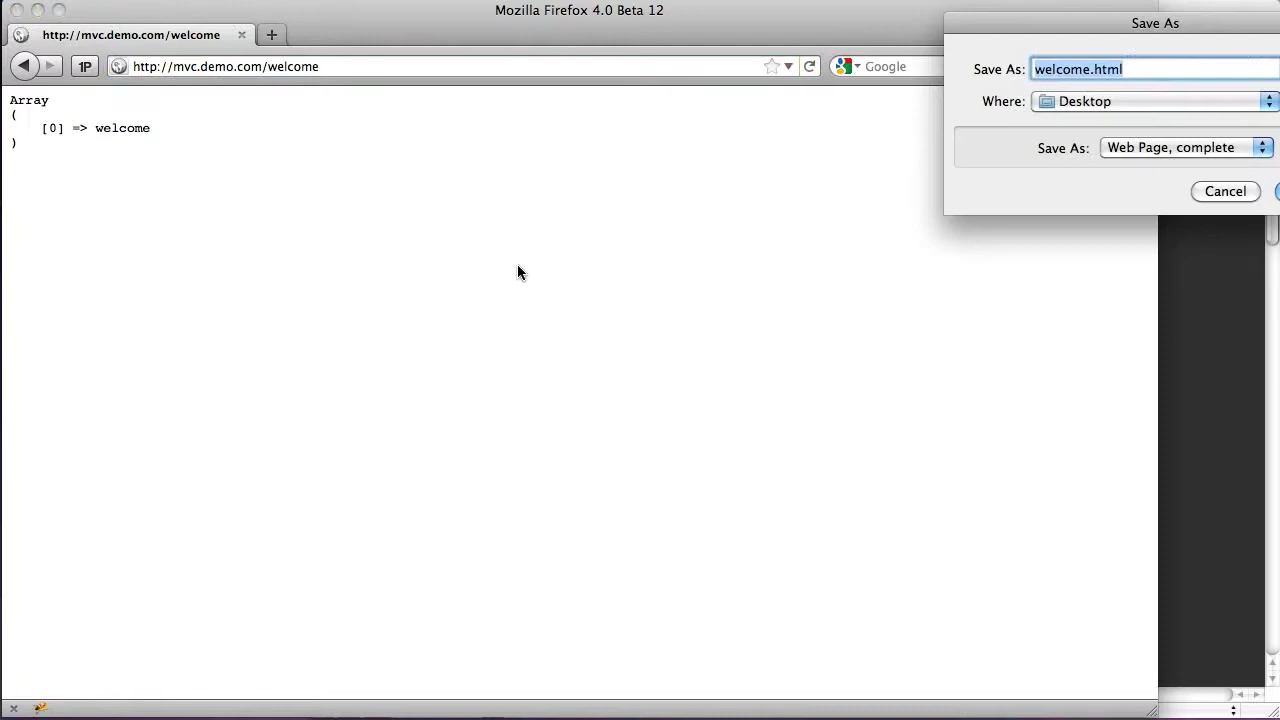 Mozilla Firefox 4.0 Beta 12
http://mvc.demo.com/welcome
1P
http://mvc.demo.com/welcome
Google
Array
(
[0] => welcome
)
Save As
Save As: welcome.html
Where: Desktop
Save As: Web Page, complete
Cancel